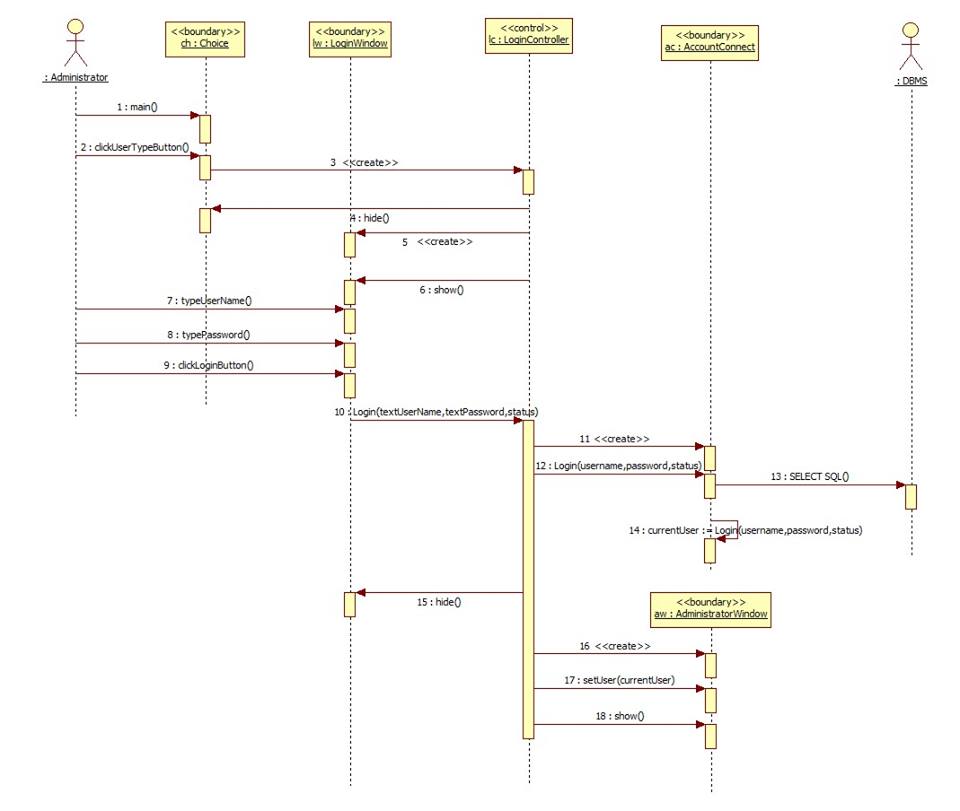 <<boundary>>
ch : Choice
<<boundary>>
lw : LoginWindow
<<control>>
lc : LoginController
<<boundary>>
ac : AccountConnect
: Administrator
: DBMS
1 : main()
2 : clickUserTypeButton()
3 <<create>>
4 : hide()
5 <<create>>
6 : show()
7 : typeUserName()
8 : typePassword()
9 : clickLoginButton()
10 : Login(textUserName,textPassword,status)
11 <<create>>
12 : Login(username,password,status)
13 : SELECT SQL()
14 : currentUser := Login(username,password,status)
15 : hide()
<<boundary>>
aw : AdministratorWindow
16 <<create>>
17 : setUser(currentUser)
18 : show()